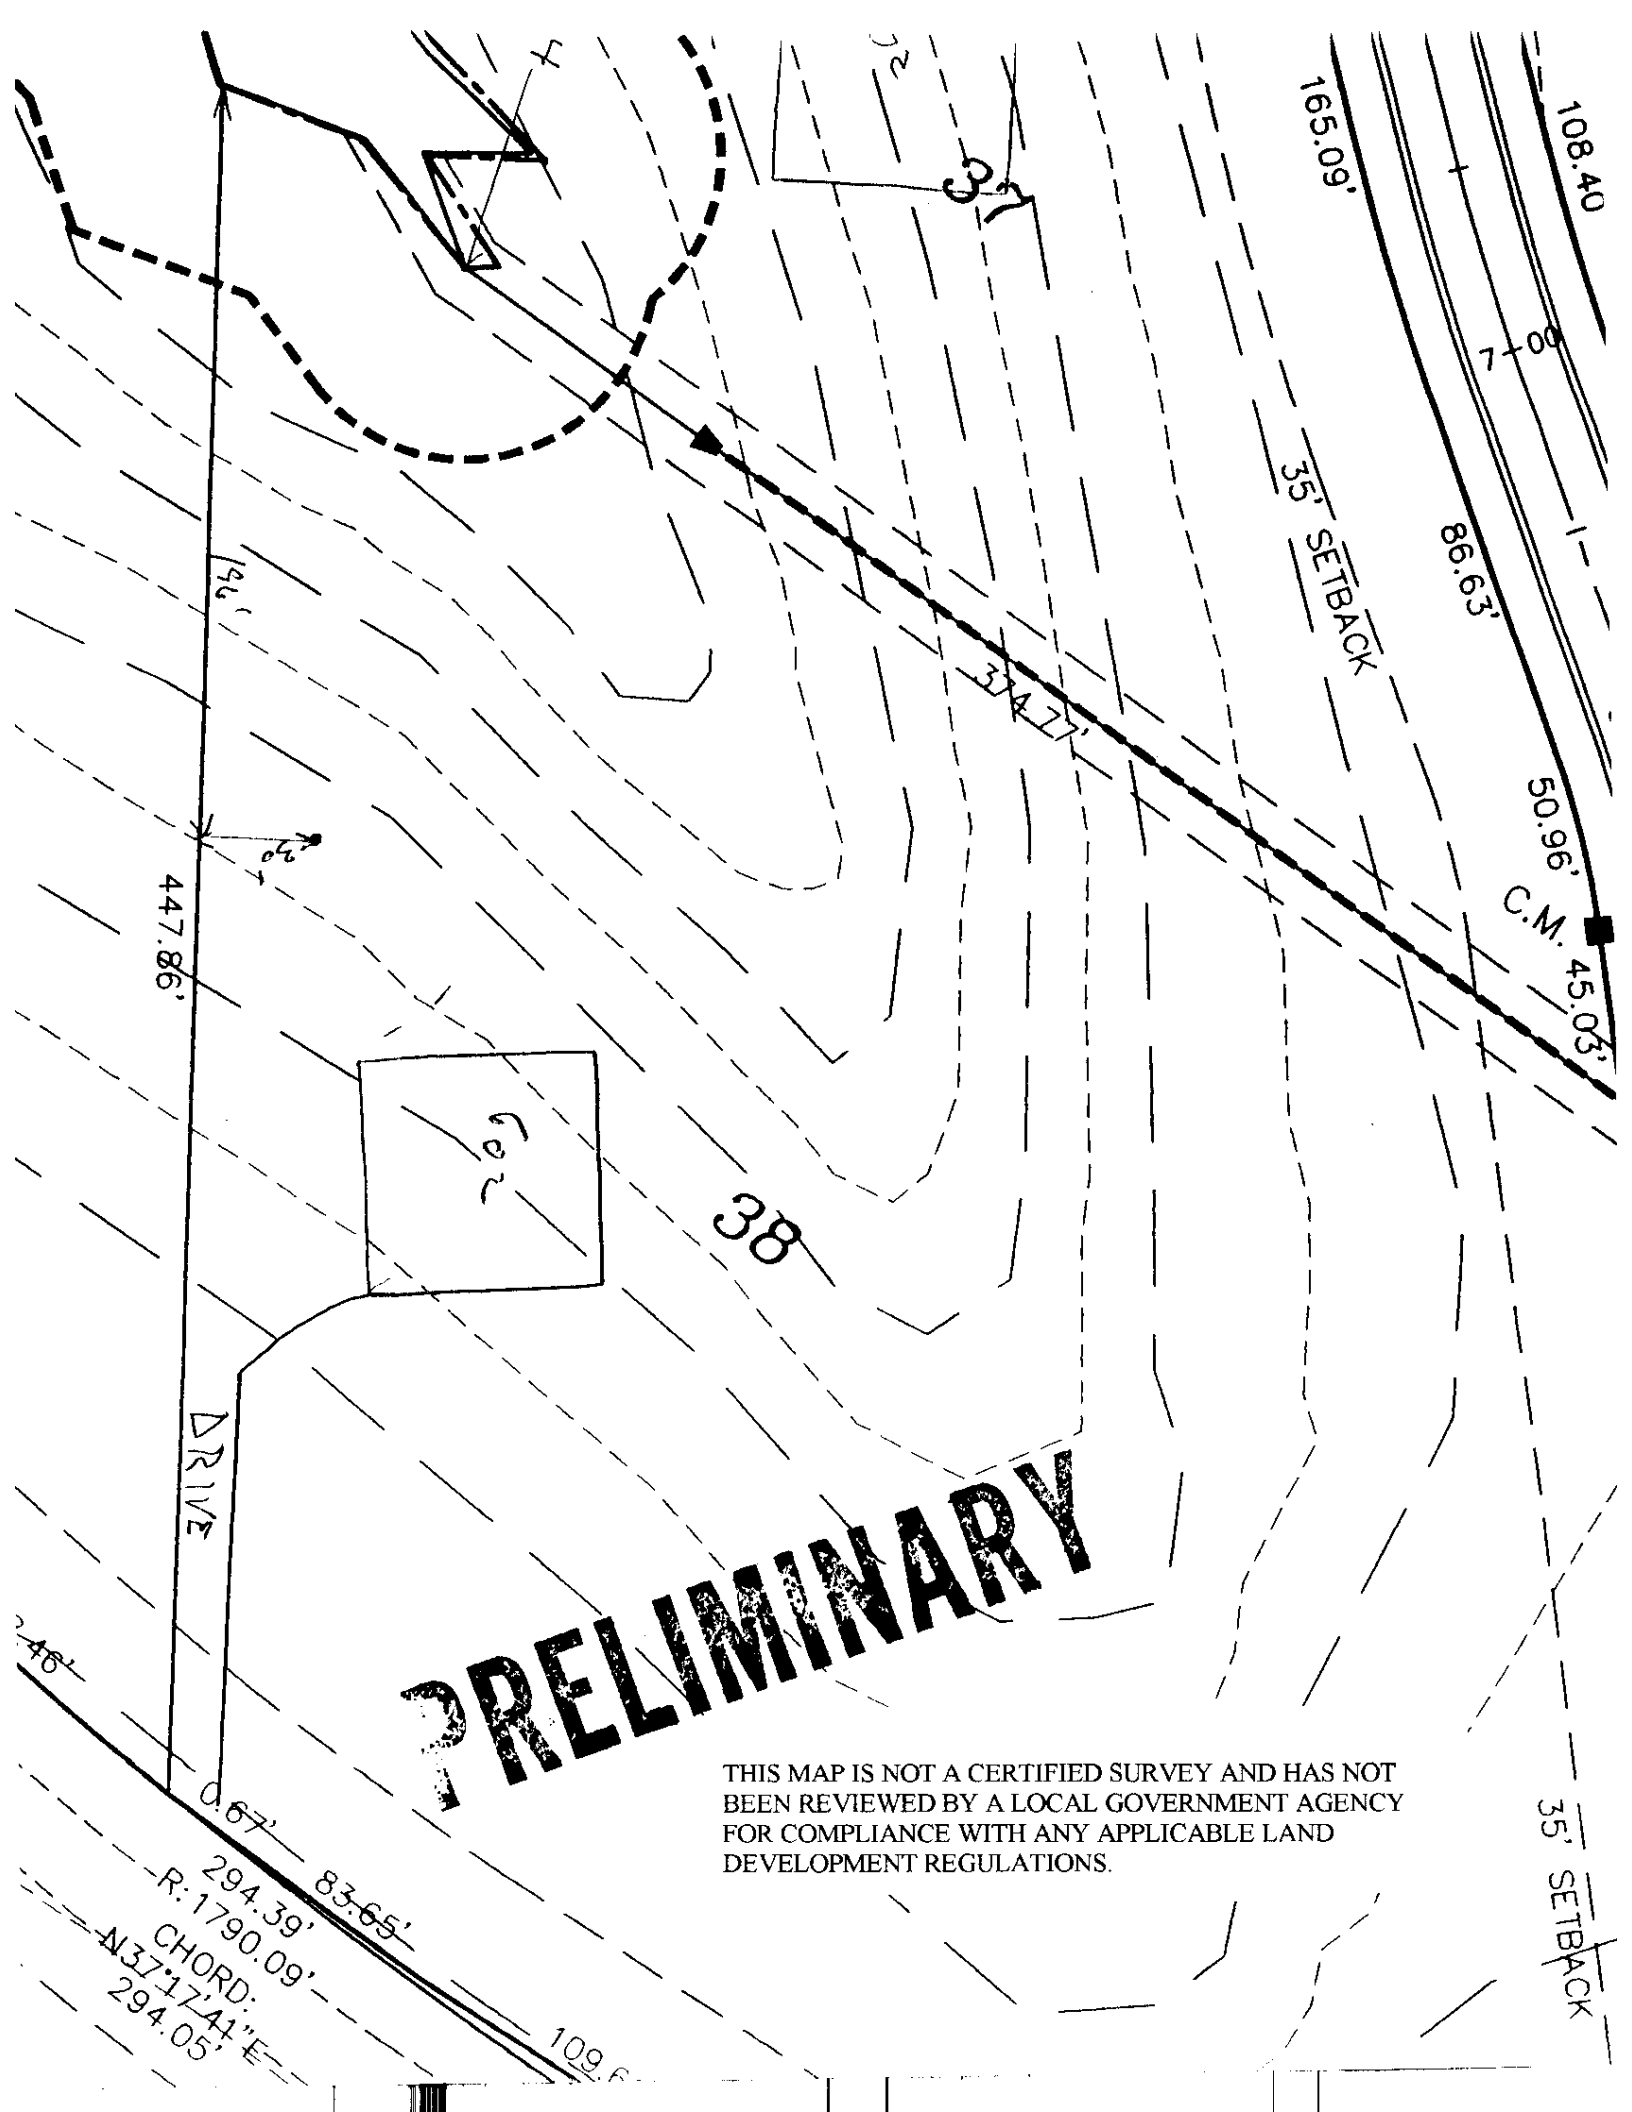 108.40
165.09'
37
7+00
35' SETBACK
86.63'
374.77'
50.96'
C.M.
45.03'
30'
447.86'
38
DRIVE
PRELIMINARY
THIS MAP IS NOT A CERTIFIED SURVEY AND HAS NOT
BEEN REVIEWED BY A LOCAL GOVERNMENT AGENCY
FOR COMPLIANCE WITH ANY APPLICABLE LAND
DEVELOPMENT REGULATIONS.
0.67'
83.65'
294.39'
R: 1790.09'
CHORD:
N37°17'41"E
294.05'
109.6
35' SETBACK